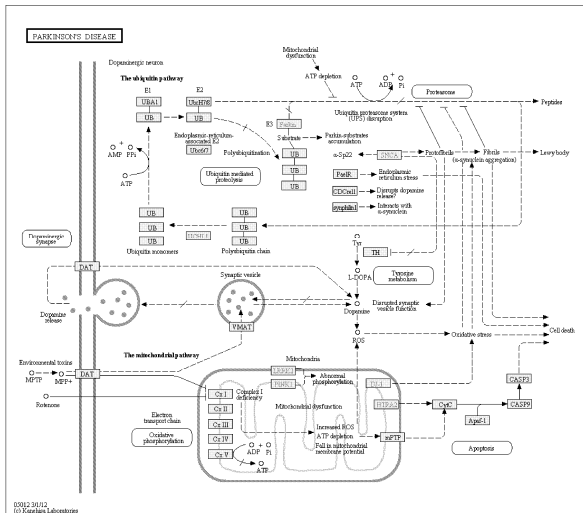 PARKINSON'S DISEASE
Dopaminergic neuron
The ubiquitin pathway
E1
UBA1
UB
E2
UbcH7/8
UB
Endoplasmic-reticulum-
associated E2
Ubc6/7
AMP
PPi
ATP
Polyubiquitination
Ubiquitin mediated
proteolysis
Mitochondrial
dysfunction
ATP depletion
ATP
ADP
+
Pi
Proteasome
Peptides
Ubiquitin proteasome system
(UPS) disruption
E3
Parkin
Substrate
Parkin-substrates
accumulation
UB
UB
UB
α-Sp22
SNCA
Protofibrils
Fibrils
(α-synuclein aggregation)
Lewy body
PaelR
Endoplasmic
reticulum stress
CDCrel1
Disrupts dopamine
release?
synphilin1
Interacts with
α-synuclein
UB
UB
UB
Ubiquitin monomers
UCHL1
UB
UB
UB
Polyubiquitin chain
Dopaminergic
synapse
DAT
Dopamine
release
Synaptic vesicle
VMAT
Tyr
TH
L-DOPA
Tyrosine
metabolism
Dopamine
Disrupted synaptic
vesicle function
ROS
Oxidative stress
Cell death
Environmental toxins
MPTP
MPP+
DAT
Rotenone
The mitochondrial pathway
Mitochondria
LRRK2
PINK1
Abnormal
phosphorylation
DJ-1
HTRA2
Cx I
Cx II
Cx III
Cx IV
Cx V
Complex I
deficiency
Mitochondrial dysfunction
Electron
transport chain
Oxidative
phosphorylation
Increased ROS
ATP depletion
Fall in mitochondrial
membrane potential
ADP + Pi
ATP
mPTP
CytC
Apaf-1
CASP9
CASP3
Apoptosis
05012 3/1/12
(c) Kanehisa Laboratories